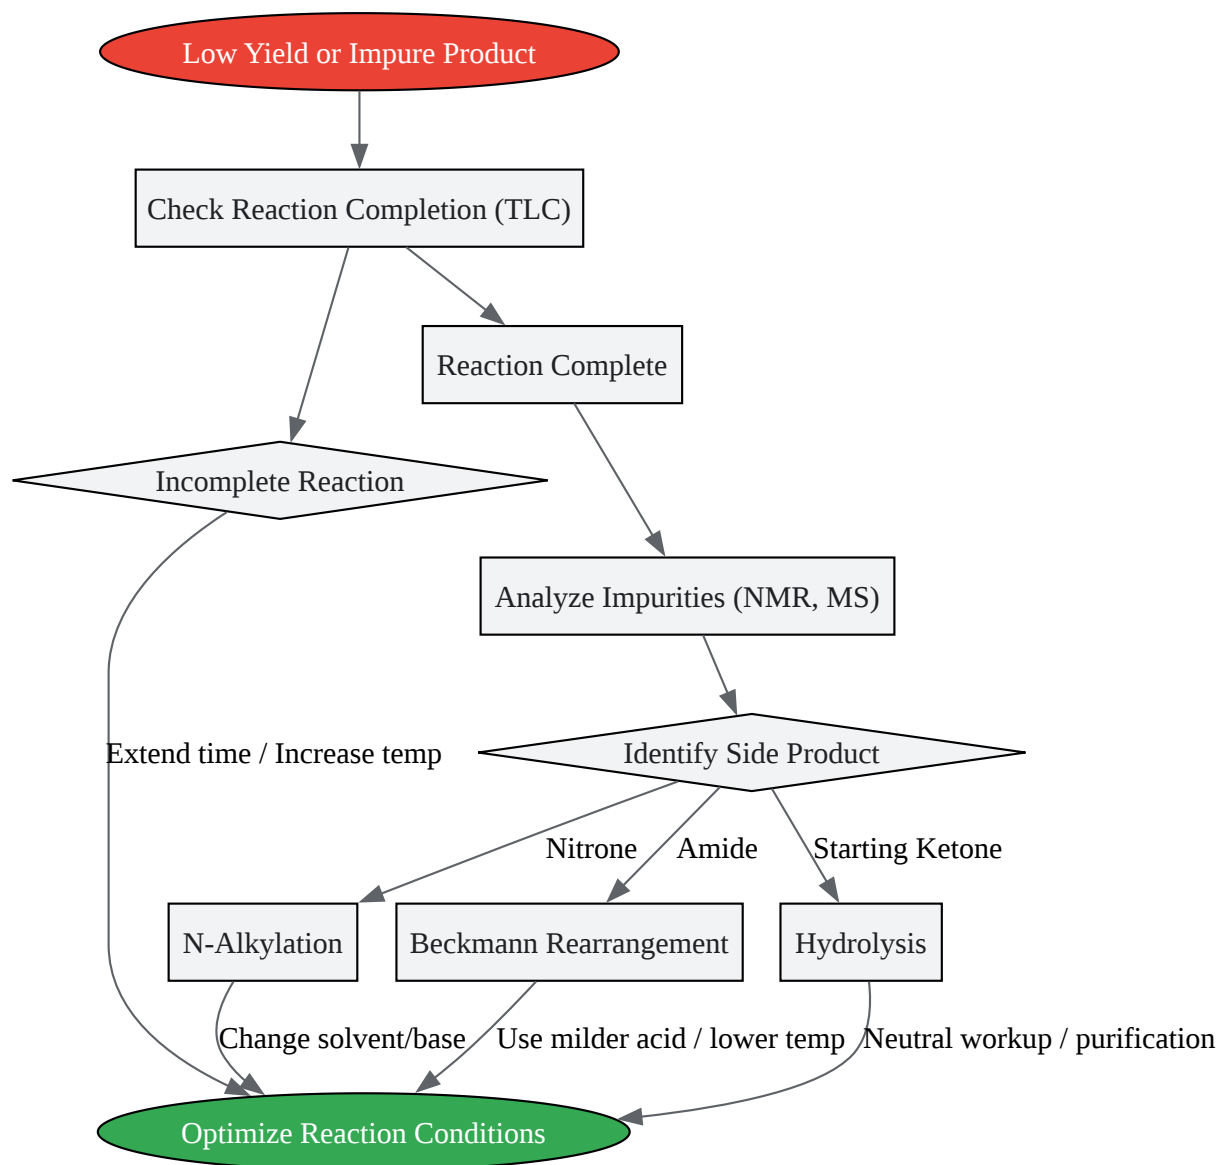 Low Yield or Impure Product
Check Reaction Completion (TLC)
Reaction Complete
Incomplete Reaction
Analyze Impurities (NMR, MS)
Extend time / Increase temp
Identify Side Product
Nitrone
Amide
Starting Ketone
N-Alkylation
Beckmann Rearrangement
Hydrolysis
Change solvent/base
Use milder acid / lower temp
Neutral workup / purification
Optimize Reaction Conditions